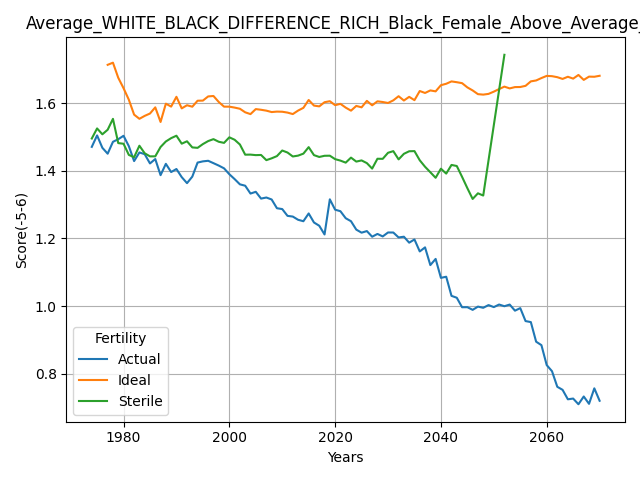 Average_WHITE_BLACK_DIFFERENCE_RICH_Black_Female_Above_Average_
Score(-5-6)
1.6
1.4
1.2
1.0
0.8
Fertility
Actual
Ideal
Sterile
1980 2000 2020 2040 2060
Years